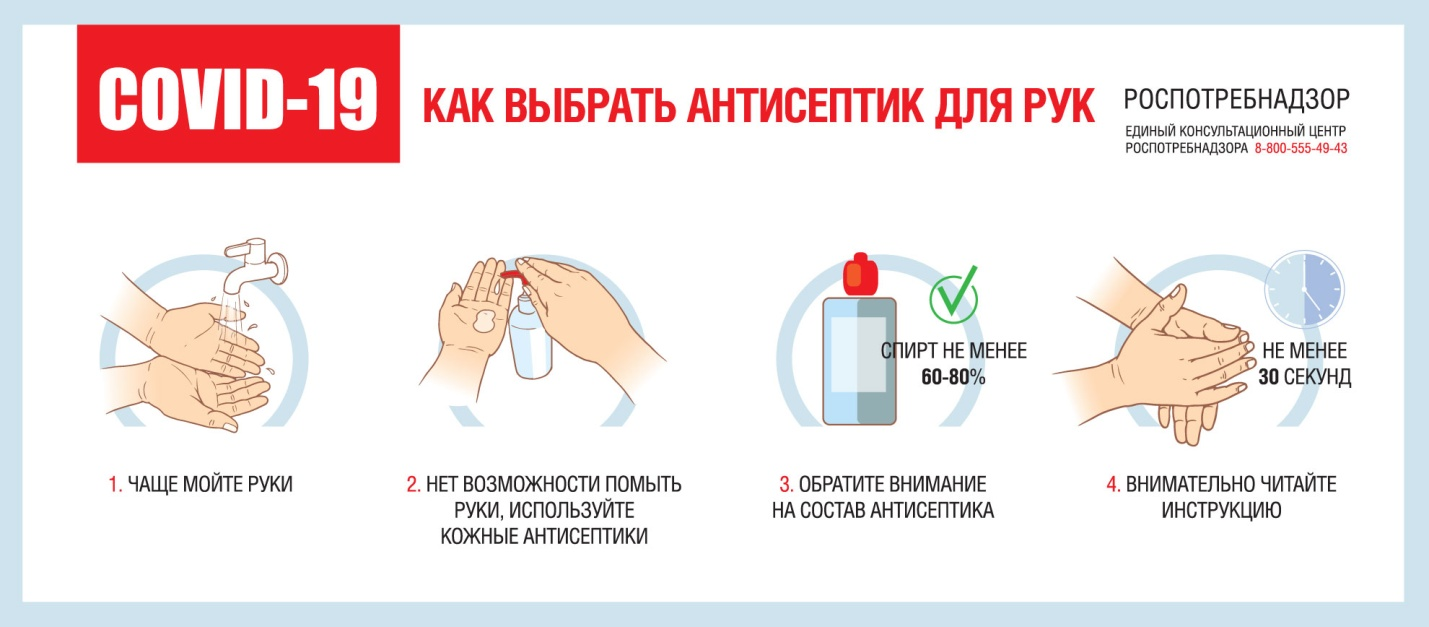 COVID-19
КАК ВЫБРАТЬ АНТИСЕПТИК ДЛЯ РУК
РОСПОТРЕБНАДЗОР
ЕДИНЫЙ КОНСУЛЬТАЦИОННЫЙ ЦЕНТР
РОСПОТРЕБНАДЗОРА 8-800-555-49-43
1. ЧАЩЕ МОЙТЕ РУКИ
2. НЕТ ВОЗМОЖНОСТИ ПОМЫТЬ
РУКИ, ИСПОЛЬЗУЙТЕ
КОЖНЫЕ АНТИСЕПТИКИ
СПИРТ НЕ МЕНЕЕ
60-80%
3. ОБРАТИТЕ ВНИМАНИЕ
НА СОСТАВ АНТИСЕПТИКА
НЕ МЕНЕЕ
30 СЕКУНД
4. ВНИМАТЕЛЬНО ЧИТАЙТЕ
ИНСТРУКЦИЮ